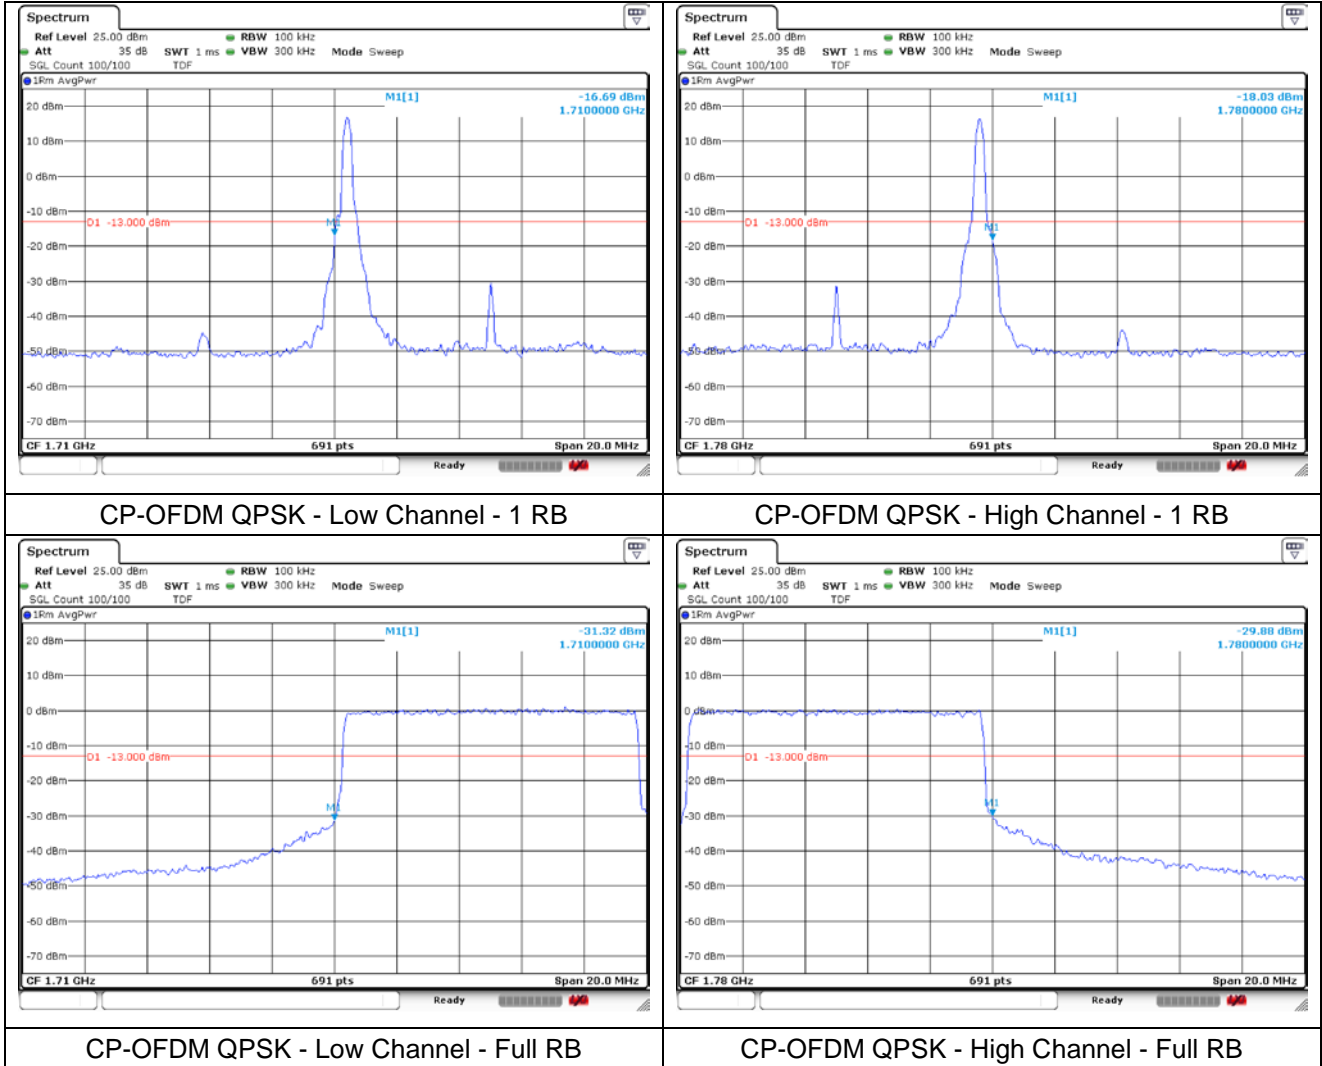 Spectrum
Ref Level 25.00 dBm RBW 100 kHz
Att 35 dB SWT 1 ms VBW 300 kHz Mode Sweep
SGL Count 100/100 TDF
1Rm AvgPwr
M1[1] -16.69 dBm
1.7100000 GHz
20 dBm
10 dBm
0 dBm
-10 dBm
D1 -13.000 dBm
M1
-20 dBm
-30 dBm
-40 dBm
-50 dBm
-60 dBm
-70 dBm
CF 1.71 GHz 691 pts Span 20.0 MHz
Ready
CP-OFDM QPSK - Low Channel - 1 RB
Spectrum
Ref Level 25.00 dBm RBW 100 kHz
Att 35 dB SWT 1 ms VBW 300 kHz Mode Sweep
SGL Count 100/100 TDF
1Rm AvgPwr
M1[1] -18.03 dBm
1.7800000 GHz
20 dBm
10 dBm
0 dBm
-10 dBm
D1 -13.000 dBm
M1
-20 dBm
-30 dBm
-40 dBm
-50 dBm
-60 dBm
-70 dBm
CF 1.78 GHz 691 pts Span 20.0 MHz
Ready
CP-OFDM QPSK - High Channel - 1 RB
Spectrum
Ref Level 25.00 dBm RBW 100 kHz
Att 35 dB SWT 1 ms VBW 300 kHz Mode Sweep
SGL Count 100/100 TDF
1Rm AvgPwr
M1[1] -31.32 dBm
1.7100000 GHz
20 dBm
10 dBm
0 dBm
-10 dBm
D1 -13.000 dBm
-20 dBm
M1
-30 dBm
-40 dBm
-50 dBm
-60 dBm
-70 dBm
CF 1.71 GHz 691 pts Span 20.0 MHz
Ready
CP-OFDM QPSK - Low Channel - Full RB
Spectrum
Ref Level 25.00 dBm RBW 100 kHz
Att 35 dB SWT 1 ms VBW 300 kHz Mode Sweep
SGL Count 100/100 TDF
1Rm AvgPwr
M1[1] -29.88 dBm
1.7800000 GHz
20 dBm
10 dBm
0 dBm
-10 dBm
D1 -13.000 dBm
-20 dBm
M1
-30 dBm
-40 dBm
-50 dBm
-60 dBm
-70 dBm
CF 1.78 GHz 691 pts Span 20.0 MHz
Ready
CP-OFDM QPSK - High Channel - Full RB